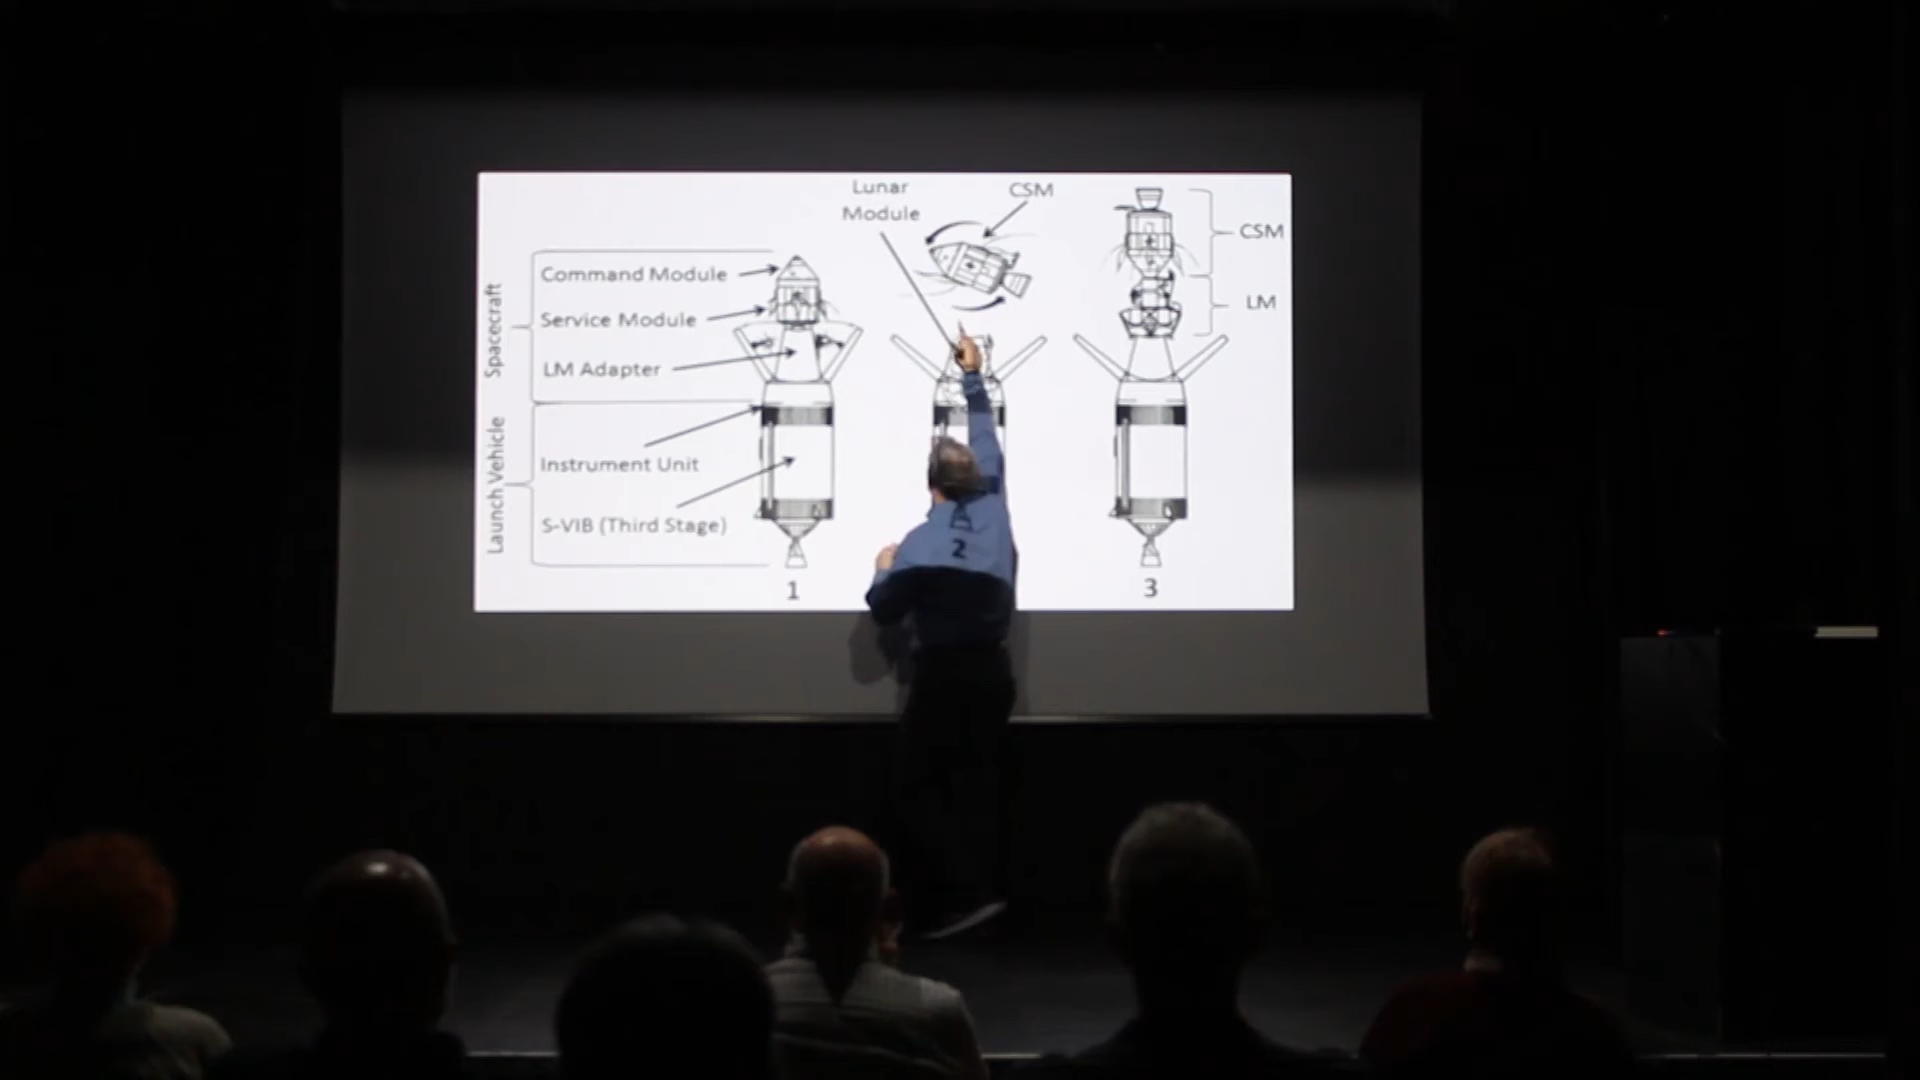 Lunar
Module
CSM
CSM
LM
Spacecraft
Command Module
Service Module
LM Adapter
Launch Vehicle
Instrument Unit
S-VIB (Third Stage)
1
2
3